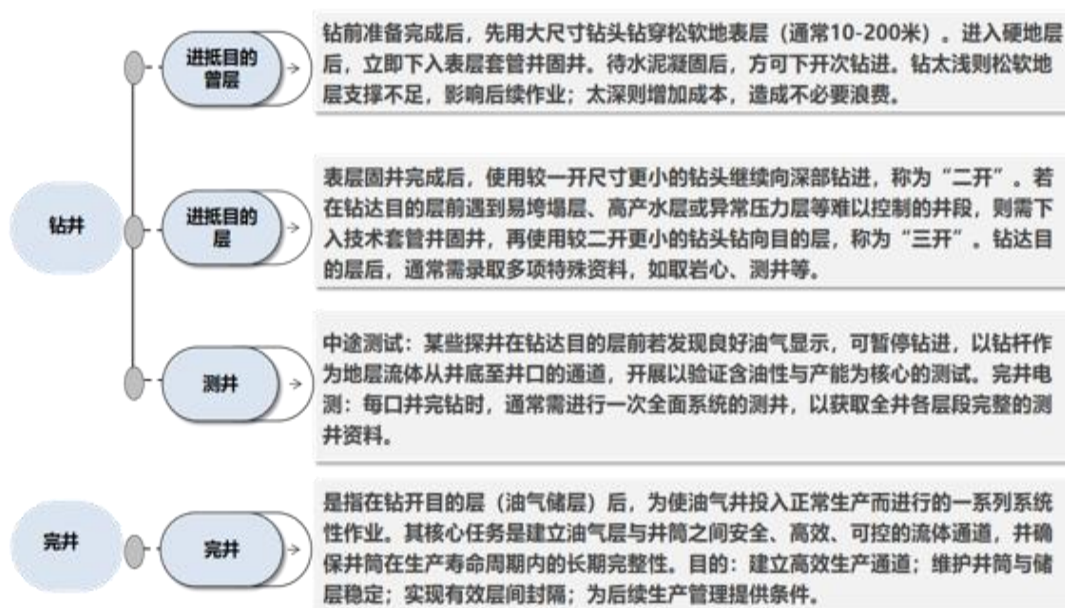 钻井
进抵目的
曾层
钻前准备完成后，先用大尺寸钻头钻穿松软地表层（通常10-200米）。进入硬地层
后，立即下入表层套管井固井。待水泥凝固后，方可下开次钻进。钻太浅则松软地
层支撑不足，影响后续作业；太深则增加成本，造成不必要浪费。
进抵目的
层
表层固井完成后，使用较一开尺寸更小的钻头继续向深部钻进，称为“二开”。若
在钻达目的层前遇到易垮塌层、高产水层或异常压力层等难以控制的井段，则需下
入技术套管井固井，再使用较二开更小的钻头钻向目的层，称为“三开”。钻达目
的层后，通常需录取多项特殊资料，如取岩心、测井等。
测井
中途测试：某些探井在钻达目的层前若发现良好油气显示，可暂停钻进，以钻杆作
为地层流体从井底至井口的通道，开展以验证含油性与产能为核心的测试。完井电
测：每口井完钻时，通常需进行一次全面系统的测井，以获取全井各层段完整的测
井资料。
完井
完井
是指在钻开目的层（油气储层）后，为使油气井投入正常生产而进行的一系列系统
性作业。其核心任务是建立油气层与井筒之间安全、高效、可控的流体通道，并确
保井筒在生产寿命周期内的长期完整性。目的：建立高效生产通道；维护井筒与储
层稳定；实现有效层间封隔；为后续生产管理提供条件。